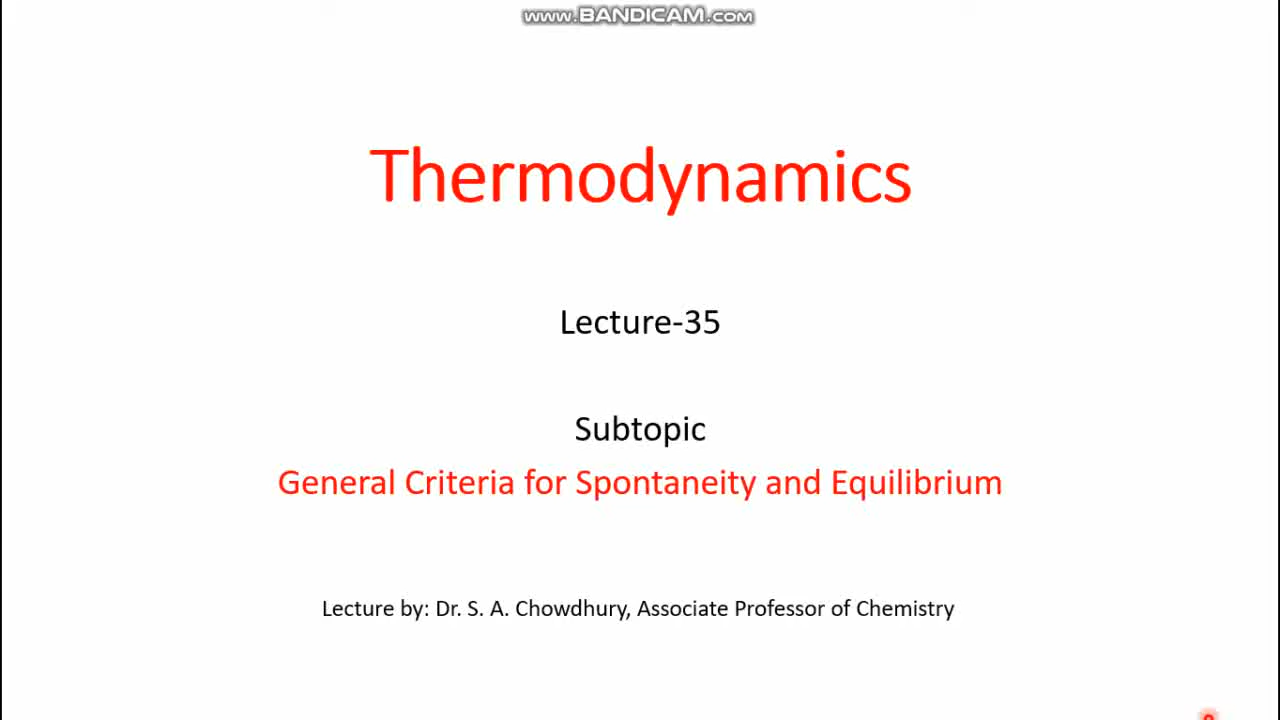 www.BANDICAM.com
Thermodynamics
Lecture-35
Subtopic
General Criteria for Spontaneity and Equilibrium
Lecture by: Dr. S. A. Chowdhury, Associate Professor of Chemistry